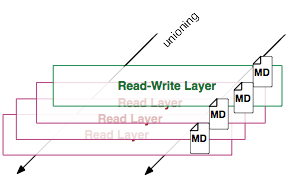 unioning
MD
MD
Read-Write Layer
Read Layer
MD
Read Layer
MD
Read Layer